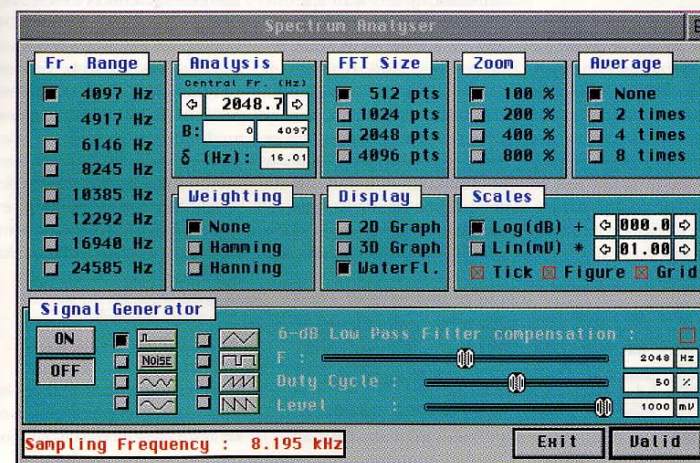 Spectrum Analyser
Fr. Range
4097 Hz
4917 Hz
6146 Hz
8245 Hz
10385 Hz
12292 Hz
16940 Hz
24585 Hz
Analysis
Central Fr. (Hz)
2048.7
B: 0 4097
δ (Hz): 16.01
FFT Size
512 pts
1024 pts
2048 pts
4096 pts
Zoom
100 %
200 %
400 %
800 %
Average
None
2 times
4 times
8 times
Weighting
None
Hamming
Hanning
Display
2D Graph
3D Graph
WaterFl.
Scales
Log(dB) + 000.0
Lin(mV) * 01.00
Tick Figure Grid
Signal Generator
ON
OFF
NOISE
6-dB Low Pass Filter compensation :
F : 2048 Hz
Duty Cycle : 50 %
Level : 1000 mV
Sampling Frequency : 8.195 kHz
Exit
Valid